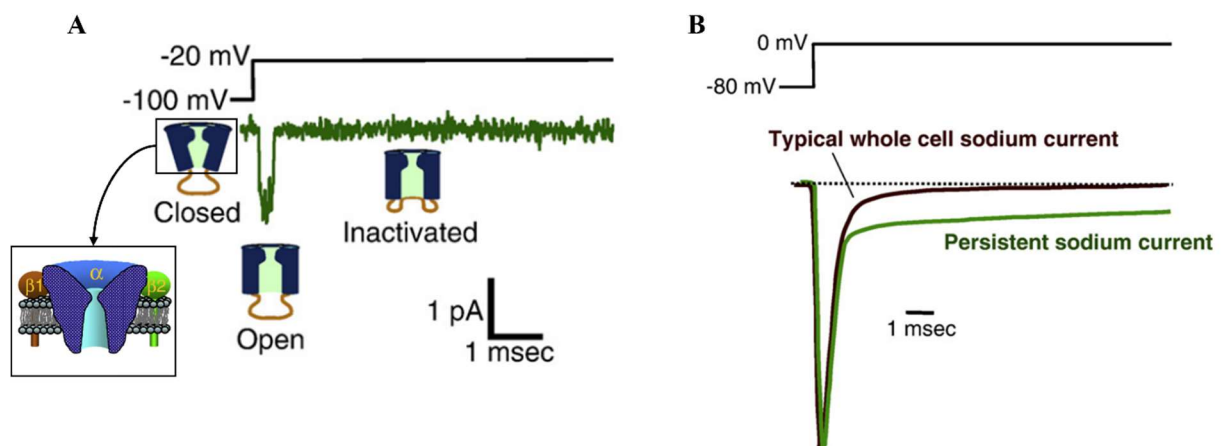 A
-20 mV
-100 mV
Closed
Inactivated
Open
β1
α
β2
1 pA
1 msec
B
0 mV
-80 mV
Typical whole cell sodium current
Persistent sodium current
1 msec